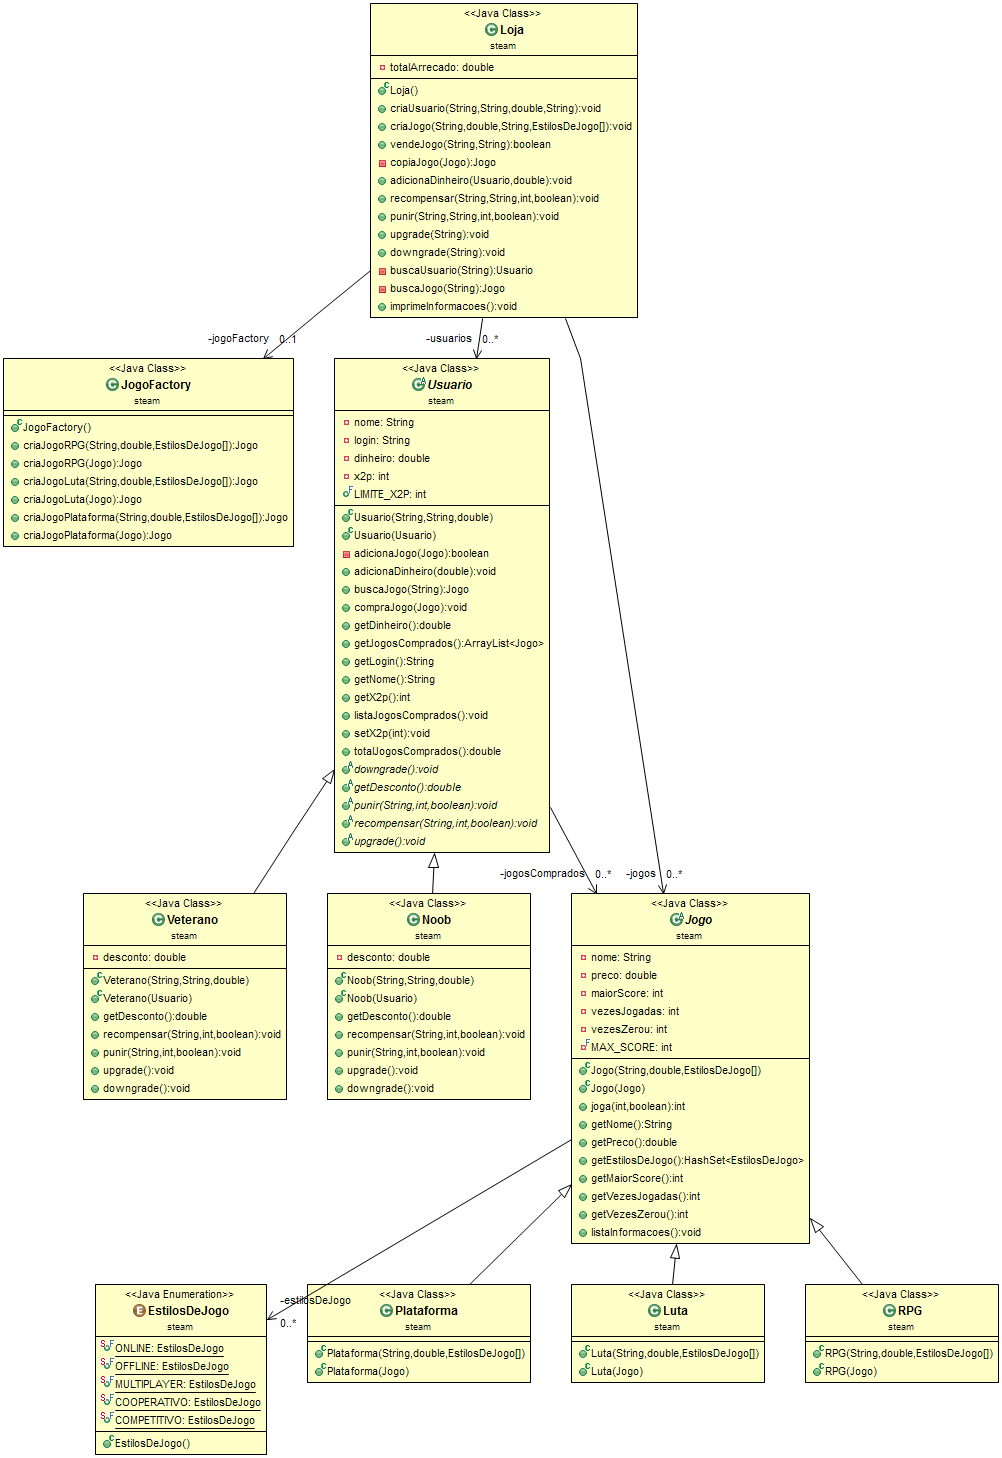 <<Java Class>>
Loja
steam
totalArrecado: double
Loja()
criaUsuario(String,String,double,String):void
criaJogo(String,double,String,EstilosDeJogo[]):void
vendeJogo(String,String):boolean
copiaJogo(Jogo):Jogo
adicionaDinheiro(Usuario,double):void
recompensar(String,String,int,boolean):void
punir(String,String,int,boolean):void
upgrade(String):void
downgrade(String):void
buscaUsuario(String):Usuario
buscaJogo(String):Jogo
imprimeInformacoes():void
-jogoFactory 0..1
-usuarios 0..*
<<Java Class>>
JogoFactory
steam
JogoFactory()
criaJogoRPG(String,double,EstilosDeJogo[]):Jogo
criaJogoRPG(Jogo):Jogo
criaJogoLuta(String,double,EstilosDeJogo[]):Jogo
criaJogoLuta(Jogo):Jogo
criaJogoPlataforma(String,double,EstilosDeJogo[]):Jogo
criaJogoPlataforma(Jogo):Jogo
<<Java Class>>
Usuario
steam
nome: String
login: String
dinheiro: double
x2p: int
LIMITE_X2P: int
Usuario(String,String,double)
Usuario(Usuario)
adicionaJogo(Jogo):boolean
adicionaDinheiro(double):void
buscaJogo(String):Jogo
compraJogo(Jogo):void
getDinheiro():double
getJogosComprados():ArrayList<Jogo>
getLogin():String
getNome():String
getX2p():int
listaJogosComprados():void
setX2p(int):void
totalJogosComprados():double
downgrade():void
getDesconto():double
punir(String,int,boolean):void
recompensar(String,int,boolean):void
upgrade():void
-jogosComprados 0..*
-jogos 0..*
<<Java Class>>
Veterano
steam
desconto: double
Veterano(String,String,double)
Veterano(Usuario)
getDesconto():double
recompensar(String,int,boolean):void
punir(String,int,boolean):void
upgrade():void
downgrade():void
<<Java Class>>
Noob
steam
desconto: double
Noob(String,String,double)
Noob(Usuario)
getDesconto():double
recompensar(String,int,boolean):void
punir(String,int,boolean):void
upgrade():void
downgrade():void
<<Java Class>>
Jogo
steam
nome: String
preco: double
maiorScore: int
vezesJogadas: int
vezesZerou: int
MAX_SCORE: int
Jogo(String,double,EstilosDeJogo[])
Jogo(Jogo)
joga(int,boolean):int
getNome():String
getPreco():double
getEstilosDeJogo():HashSet<EstilosDeJogo>
getMaiorScore():int
getVezesJogadas():int
getVezesZerou():int
listaInformacoes():void
-estilosDeJogo
0..*
<<Java Enumeration>>
EstilosDeJogo
steam
ONLINE: EstilosDeJogo
OFFLINE: EstilosDeJogo
MULTIPLAYER: EstilosDeJogo
COOPERATIVO: EstilosDeJogo
COMPETITIVO: EstilosDeJogo
EstilosDeJogo()
<<Java Class>>
Plataforma
steam
Plataforma(String,double,EstilosDeJogo[])
Plataforma(Jogo)
<<Java Class>>
Luta
steam
Luta(String,double,EstilosDeJogo[])
Luta(Jogo)
<<Java Class>>
RPG
steam
RPG(String,double,EstilosDeJogo[])
RPG(Jogo)